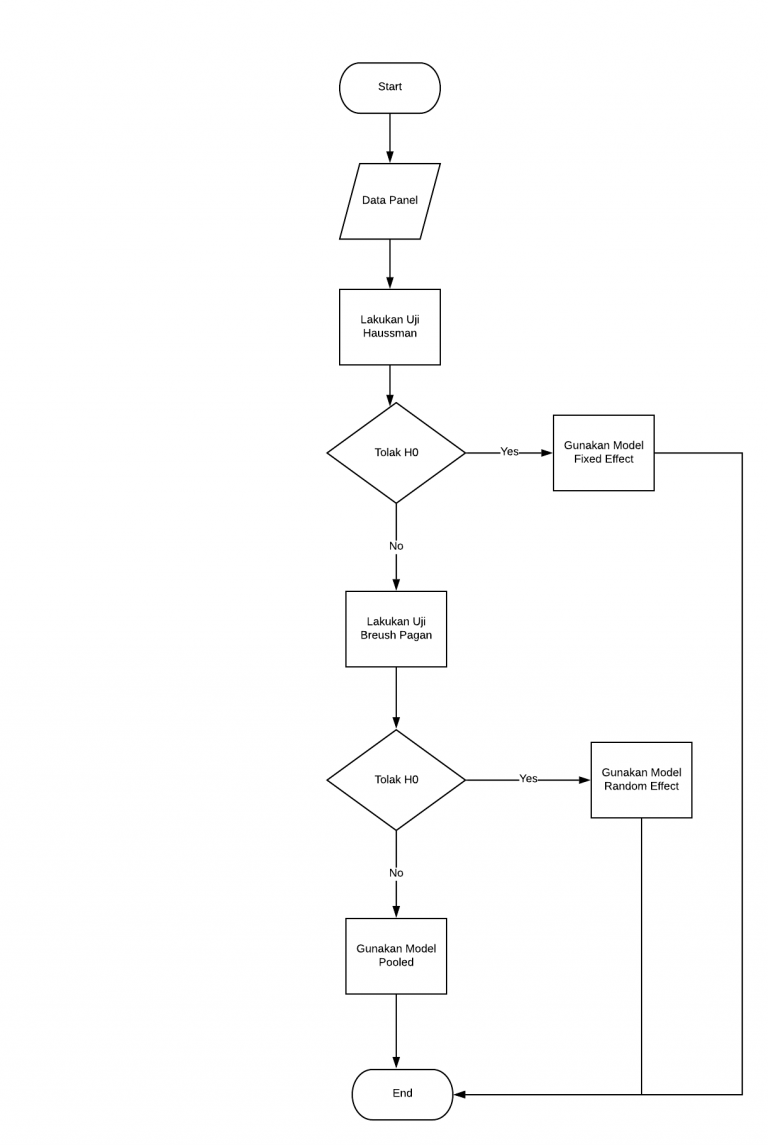 Start
Data Panel
Lakukan Uji
Haussman
Tolak H0
Yes
Gunakan Model
Fixed Effect
No
Lakukan Uji
Breush Pagan
Tolak H0
Yes
Gunakan Model
Random Effect
No
Gunakan Model
Pooled
End